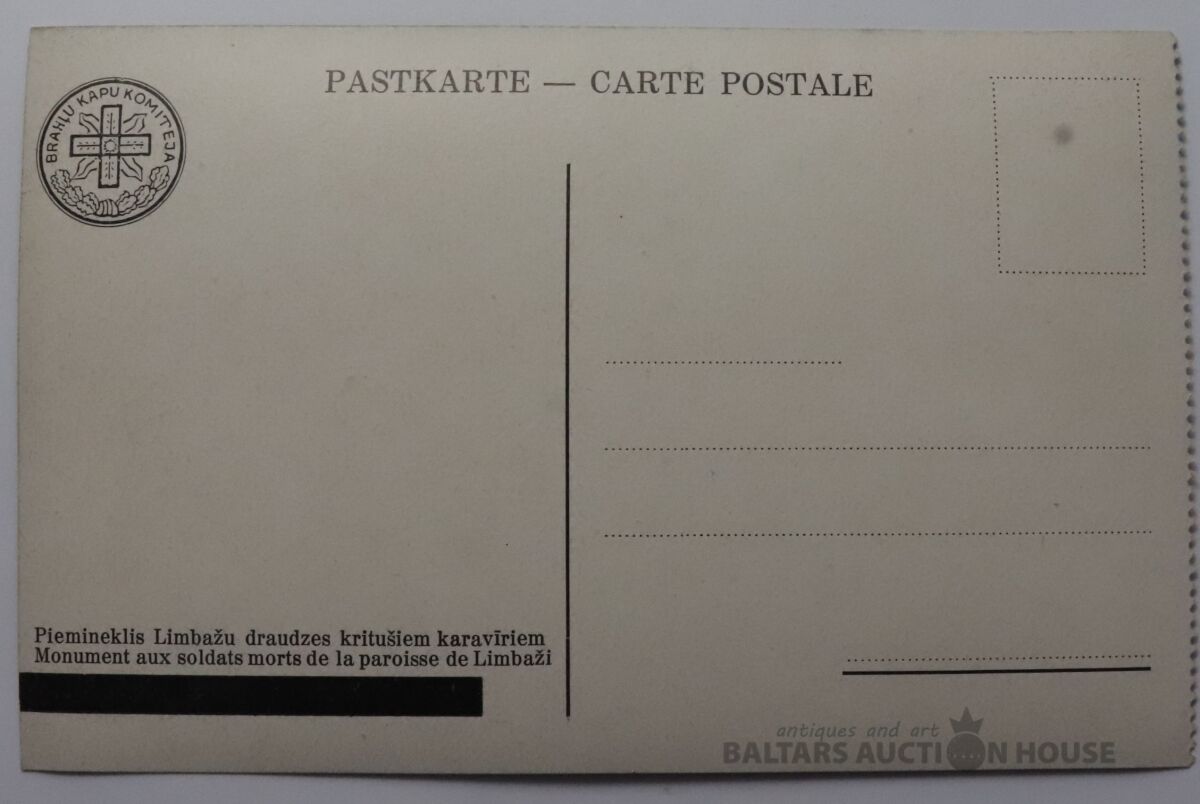 PASTKARTE — CARTE POSTALE
BRAHĻU KAPU KOMITEJA
Piemineklis Limbažu draudzes kritušiem karavīriem
Monument aux soldats morts de la paroisse de Limbaži
antiques and art
BALTARS AUCTION HOUSE